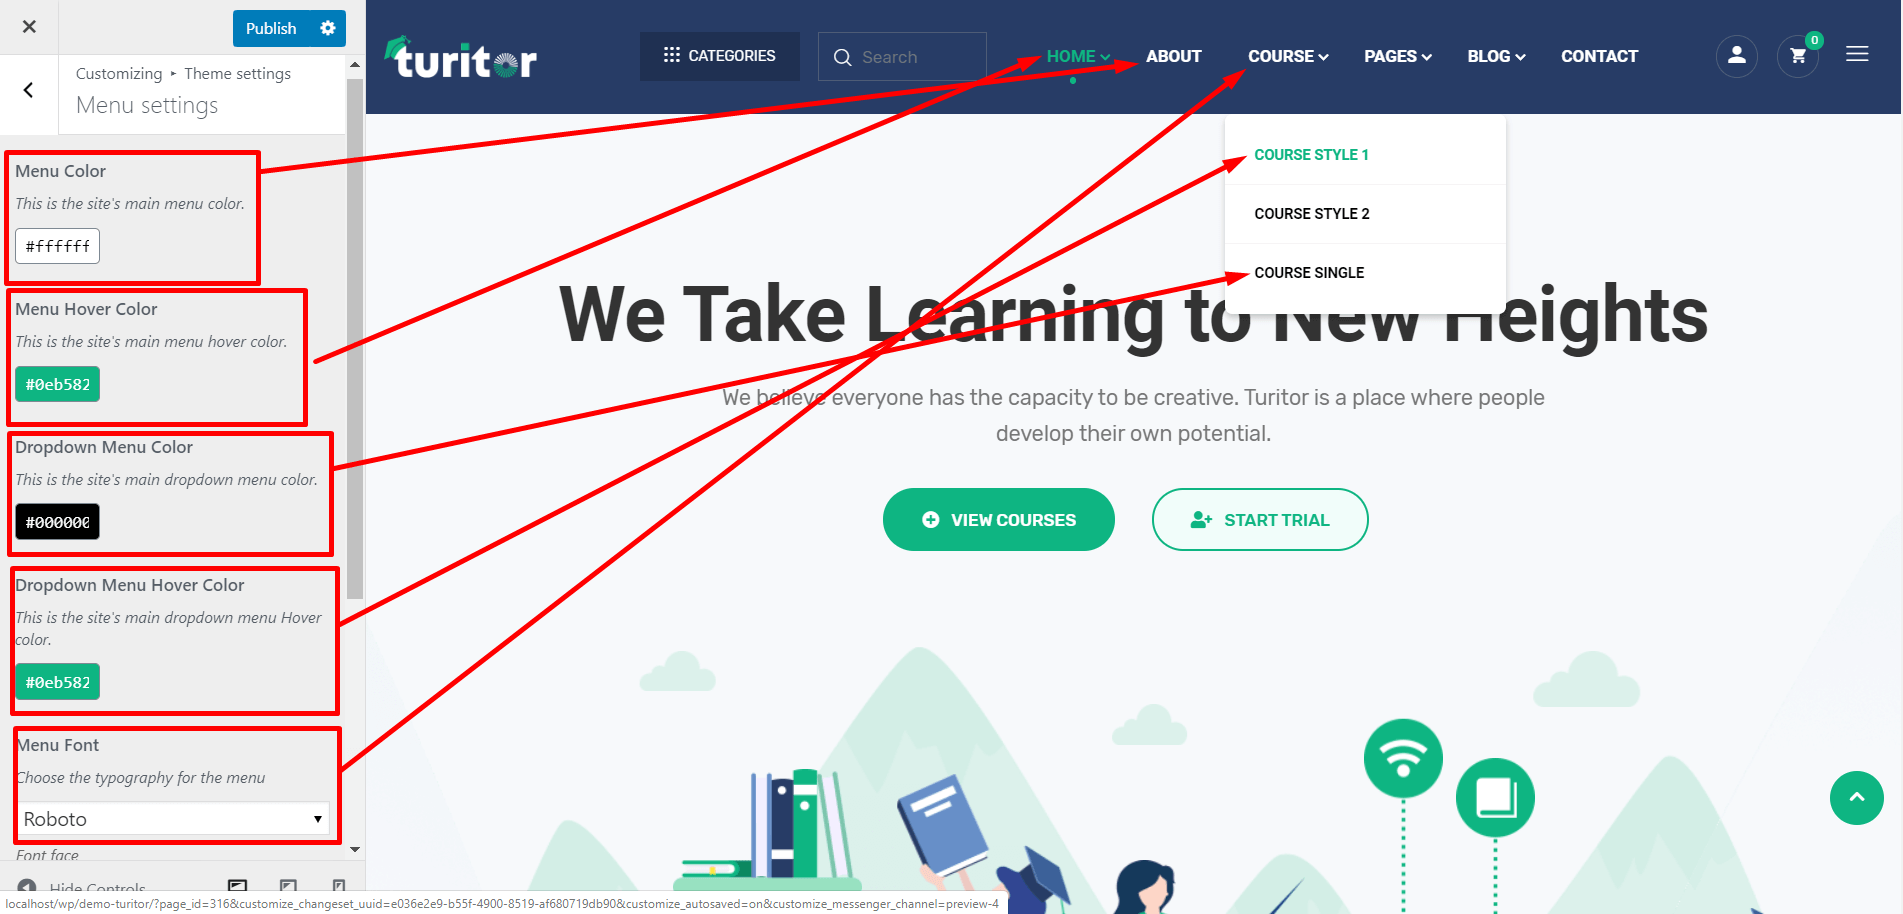 Publish
Customizing ▸ Theme settings
Menu settings
Menu Color
This is the site's main menu color.
#ffffff
Menu Hover Color
This is the site's main menu hover color.
#0eb582
Dropdown Menu Color
This is the site's main dropdown menu color.
#000000
Dropdown Menu Hover Color
This is the site's main dropdown menu Hover
color.
#0eb582
Menu Font
Choose the typography for the menu
Roboto
Font face
Hide Controls
localhost/wp/demo-turitor/?page_id=316&customize_changeset_uuid=e036e2e9-b55f-4900-8519-af680719db90&customize_autosaved=on&customize_messenger_channel=preview-4
turitor
CATEGORIES
Search
HOME
ABOUT
COURSE
PAGES
BLOG
CONTACT
0
COURSE STYLE 1
COURSE STYLE 2
COURSE SINGLE
We Take Learning to New Heights
We believe everyone has the capacity to be creative. Turitor is a place where people
develop their own potential.
VIEW COURSES
START TRIAL